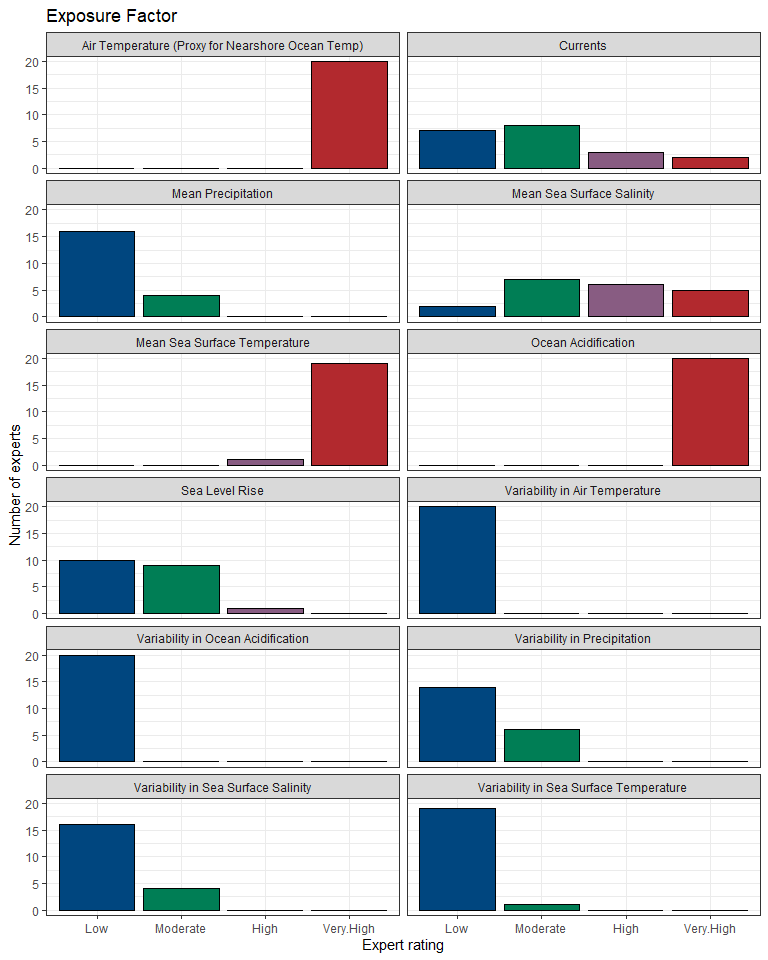 Exposure Factor
Air Temperature (Proxy for Nearshore Ocean Temp)
Currents
20
15
10
5
0
Mean Precipitation
Mean Sea Surface Salinity
20
15
10
5
0
Mean Sea Surface Temperature
Ocean Acidification
20
15
10
5
0
Number of experts
Sea Level Rise
Variability in Air Temperature
20
15
10
5
0
Variability in Ocean Acidification
Variability in Precipitation
20
15
10
5
0
Variability in Sea Surface Salinity
Variability in Sea Surface Temperature
20
15
10
5
0
Low Moderate High Very.High
Low Moderate High Very.High
Expert rating